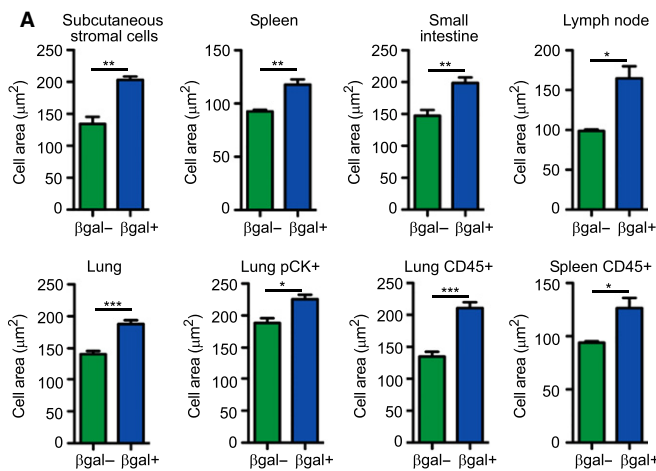 A
Subcutaneous
stromal cells
250
200
150
100
50
0
Cell area (μm²)
**
βgal– βgal+
Spleen
150
100
50
0
Cell area (μm²)
**
βgal– βgal+
Small
intestine
250
200
150
100
50
0
Cell area (μm²)
**
βgal– βgal+
Lymph node
200
150
100
50
0
Cell area (μm²)
*
βgal– βgal+
Lung
250
200
150
100
50
0
Cell area (μm²)
***
βgal– βgal+
Lung pCK+
250
200
150
100
50
0
Cell area (μm²)
*
βgal– βgal+
Lung CD45+
250
200
150
100
50
0
Cell area (μm²)
***
βgal– βgal+
Spleen CD45+
150
100
50
0
Cell area (μm²)
*
βgal– βgal+